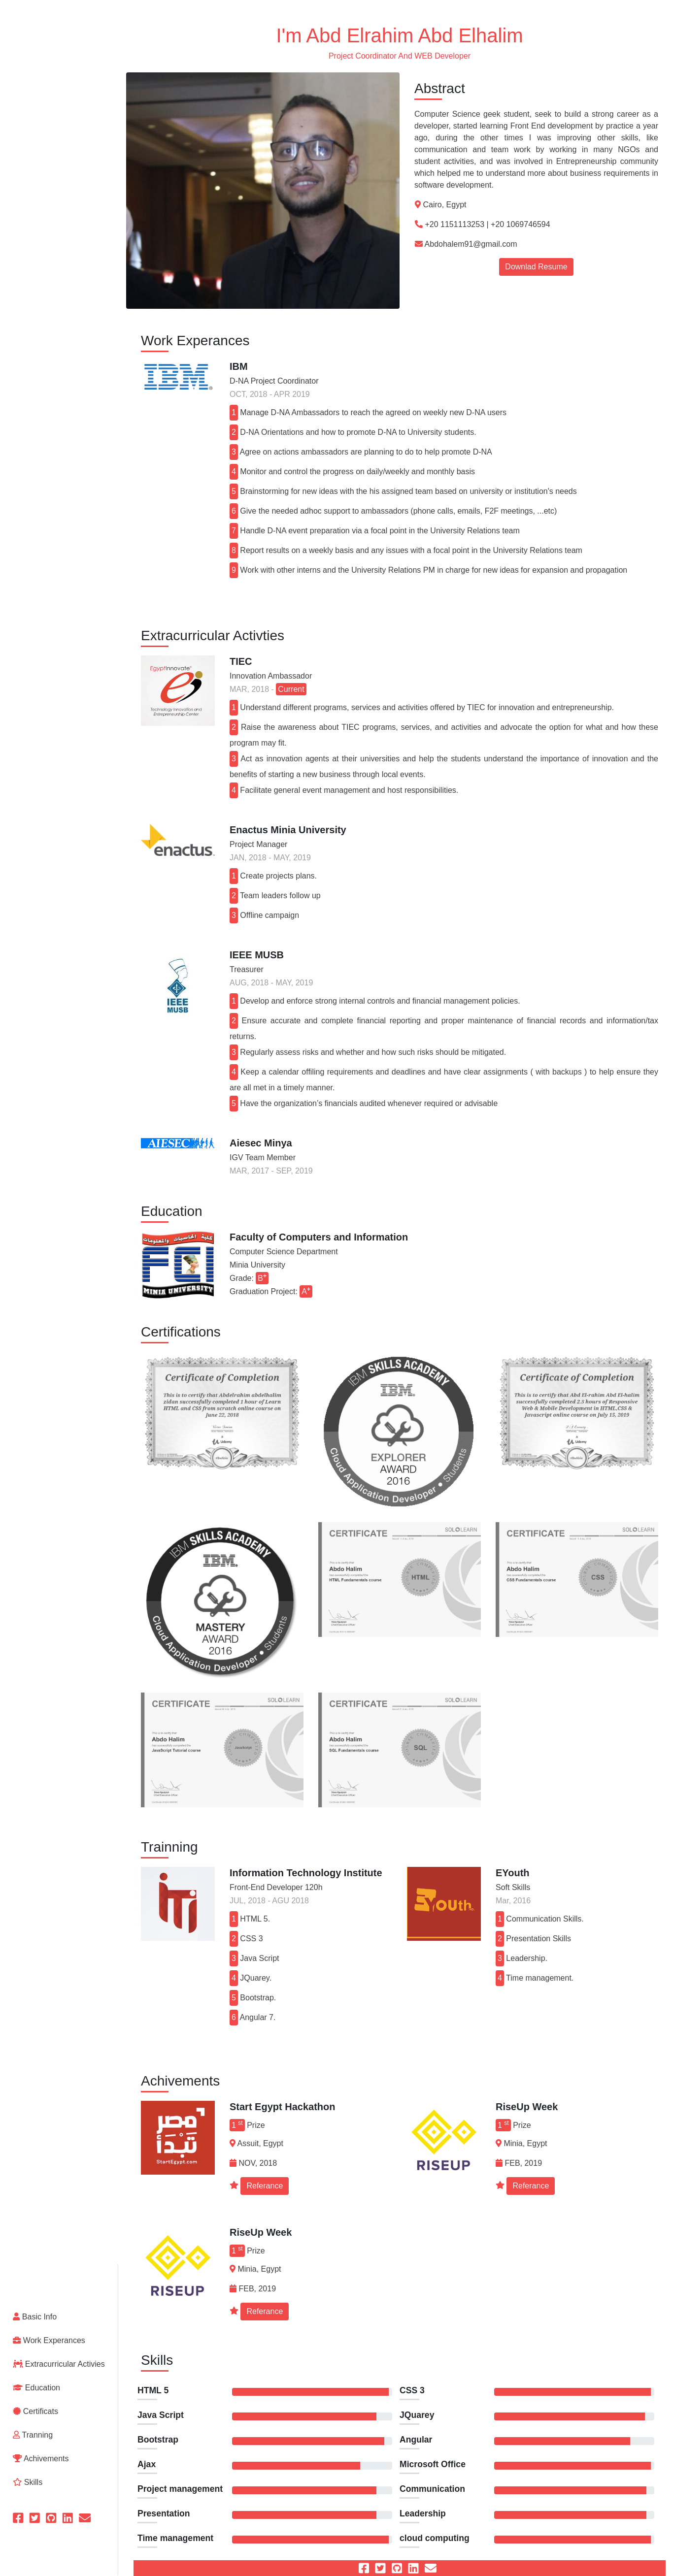 I'm Abd Elrahim Abd Elhalim
Project Coordinator And WEB Developer
Abstract
Computer Science geek student, seek to build a strong career as a
developer, started learning Front End development by practice a year
ago, during the other times I was improving other skills, like
communication and team work by working in many NGOs and
student activities, and was involved in Entrepreneurship community
which helped me to understand more about business requirements in
software development.
Cairo, Egypt
+20 1151113253 | +20 1069746594
Abdohalem91@gmail.com
Downlad Resume
Work Experances
IBM
IBM
D-NA Project Coordinator
OCT, 2018 - APR 2019
1 Manage D-NA Ambassadors to reach the agreed on weekly new D-NA users
2 D-NA Orientations and how to promote D-NA to University students.
3 Agree on actions ambassadors are planning to do to help promote D-NA
4 Monitor and control the progress on daily/weekly and monthly basis
5 Brainstorming for new ideas with the his assigned team based on university or institution's needs
6 Give the needed adhoc support to ambassadors (phone calls, emails, F2F meetings, ...etc)
7 Handle D-NA event preparation via a focal point in the University Relations team
8 Report results on a weekly basis and any issues with a focal point in the University Relations team
9 Work with other interns and the University Relations PM in charge for new ideas for expansion and propagation
Extracurricular Activties
EgyptInnovate
Technology Innovation and
Entrepreneurship Center
TIEC
Innovation Ambassador
MAR, 2018 - Current
1 Understand different programs, services and activities offered by TIEC for innovation and entrepreneurship.
2 Raise the awareness about TIEC programs, services, and activities and advocate the option for what and how these
program may fit.
3 Act as innovation agents at their universities and help the students understand the importance of innovation and the
benefits of starting a new business through local events.
4 Facilitate general event management and host responsibilities.
enactus
Enactus Minia University
Project Manager
JAN, 2018 - MAY, 2019
1 Create projects plans.
2 Team leaders follow up
3 Offline campaign
IEEE
MUSB
IEEE MUSB
Treasurer
AUG, 2018 - MAY, 2019
1 Develop and enforce strong internal controls and financial management policies.
2 Ensure accurate and complete financial reporting and proper maintenance of financial records and information/tax
returns.
3 Regularly assess risks and whether and how such risks should be mitigated.
4 Keep a calendar offiling requirements and deadlines and have clear assignments ( with backups ) to help ensure they
are all met in a timely manner.
5 Have the organization's financials audited whenever required or advisable
AIESEC
Aiesec Minya
IGV Team Member
MAR, 2017 - SEP, 2019
Education
كلية الحاسبات والمعلومات
FCI
MINIA UNIVERSITY
Faculty of Computers and Information
Computer Science Department
Minia University
Grade: B+
Graduation Project: A+
Certifications
Certificate of Completion
This is to certify that Abdelrahim abdelhalim
zidan successfully completed 1 hour of Learn
HTML and CSS from scratch online course on
June 22, 2018
Udemy
IBM SKILLS ACADEMY
IBM
EXPLORER
AWARD
2016
Cloud Application Developer • Students
Certificate of Completion
This is to certify that Abd El-rahim Abd El-halim
successfully completed 2.5 hours of Responsive
Web & Mobile Development in HTML,CSS &
Javascript online course on July 15, 2019
Udemy
IBM SKILLS ACADEMY
IBM
MASTERY
AWARD
2016
Cloud Application Developer • Students
SOLOLEARN
CERTIFICATE
Abdo Halim
HTML Fundamentals course
HTML
SOLOLEARN
CERTIFICATE
Abdo Halim
CSS Fundamentals course
CSS
SOLOLEARN
CERTIFICATE
Abdo Halim
JavaScript Tutorial course
JavaScript
SOLOLEARN
CERTIFICATE
Abdo Halim
SQL Fundamentals course
SQL
Trainning
iTi
Information Technology Institute
Front-End Developer 120h
JUL, 2018 - AGU 2018
1 HTML 5.
2 CSS 3
3 Java Script
4 JQuarey.
5 Bootstrap.
6 Angular 7.
EYouth
EYouth
Soft Skills
Mar, 2016
1 Communication Skills.
2 Presentation Skills
3 Leadership.
4 Time management.
Achivements
مصر
تبدأ
StartEgypt.com
Start Egypt Hackathon
1 st Prize
Assuit, Egypt
NOV, 2018
Referance
RISEUP
RiseUp Week
1 st Prize
Minia, Egypt
FEB, 2019
Referance
RISEUP
RiseUp Week
1 st Prize
Minia, Egypt
FEB, 2019
Referance
Basic Info
Work Experances
Extracurricular Activies
Education
Certificats
Tranning
Achivements
Skills
Skills
HTML 5
CSS 3
Java Script
JQuarey
Bootstrap
Angular
Ajax
Microsoft Office
Project management
Communication
Presentation
Leadership
Time management
cloud computing